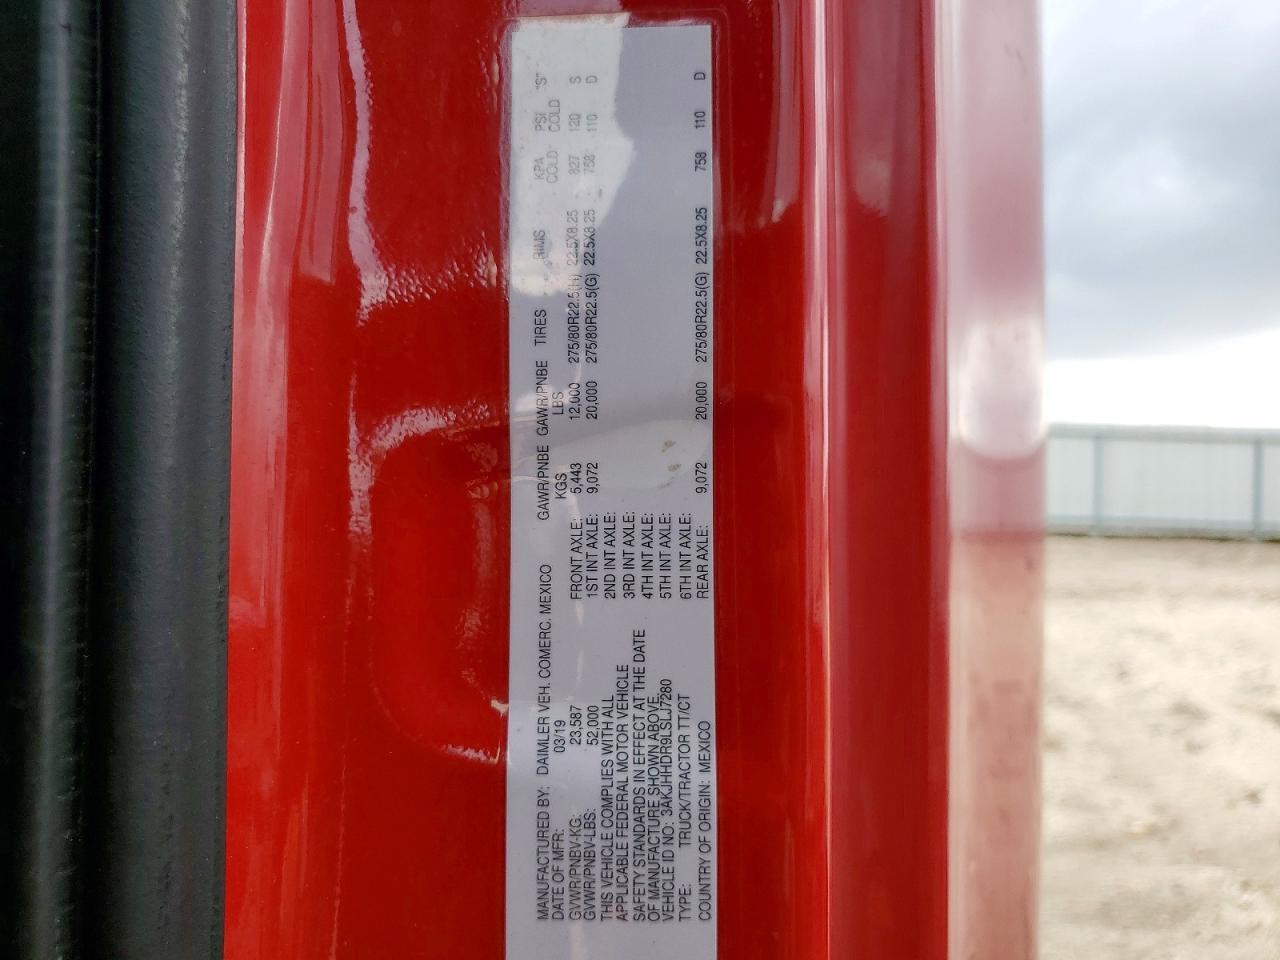 MANUFACTURED BY: DAIMLER VEH. COMERC. MEXICO GAWR/PNBE GAWR/PNBE TIRES RIMS KPA PSI "S"
DATE OF MFR: 03/19 KGS LBS COLD COLD
GVWR/PNBV-KG: 23,587 FRONT AXLE: 5,443 12,000 275/80R22.5(H) 22.5X8.25 827 120 S
GVWR/PNBV-LBS: 52,000 1ST INT AXLE: 9,072 20,000 275/80R22.5(G) 22.5X8.25 758 110 D
THIS VEHICLE COMPLIES WITH ALL 2ND INT AXLE:
APPLICABLE FEDERAL MOTOR VEHICLE 3RD INT AXLE:
SAFETY STANDARDS IN EFFECT AT THE DATE 4TH INT AXLE:
OF MANUFACTURE SHOWN ABOVE. 5TH INT AXLE:
VEHICLE ID NO: 3AKJHHDR9LSLJ7280
TYPE: TRUCK/TRACTOR TT/CT 6TH INT AXLE:
COUNTRY OF ORIGIN: MEXICO REAR AXLE: 9,072 20,000 275/80R22.5(G) 22.5X8.25 758 110 D